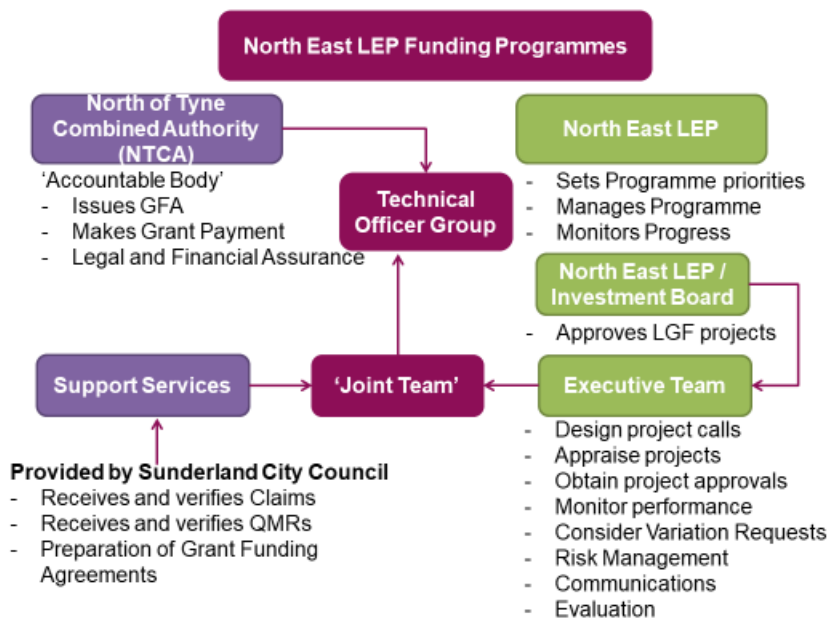 North East LEP Funding Programmes
North of Tyne
Combined Authority
(NTCA)
'Accountable Body'
- Issues GFA
- Makes Grant Payment
- Legal and Financial Assurance
Technical
Officer Group
North East LEP
- Sets Programme priorities
- Manages Programme
- Monitors Progress
North East LEP /
Investment Board
- Approves LGF projects
Support Services
'Joint Team'
Executive Team
- Design project calls
- Appraise projects
- Obtain project approvals
- Monitor performance
- Consider Variation Requests
- Risk Management
- Communications
- Evaluation
Provided by Sunderland City Council
- Receives and verifies Claims
- Receives and verifies QMRs
- Preparation of Grant Funding
Agreements